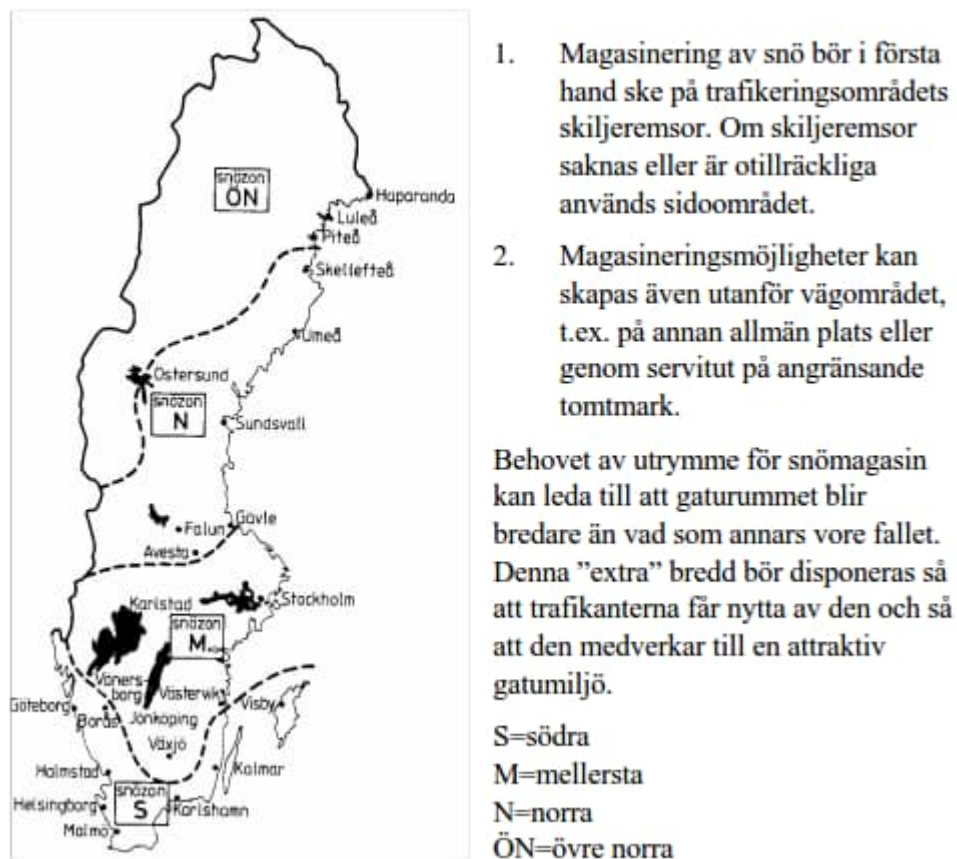 snözon
ÖN
Haparanda
Luleå
Piteå
Skellefteå
Umeå
Östersund
snözon
N
Sundsvall
Gävle
Falun
Avesta
Karlstad
Stockholm
snözon
M
Väners-
borg
Västervik
Göteborg
Borås
Jönköping
Visby
Växjö
Halmstad
Kalmar
snözon
S
Helsingborg
Karlshamn
Malmö
1. Magasinering av snö bör i första
hand ske på trafikeringsområdets
skiljeremsor. Om skiljeremsor
saknas eller är otillräckliga
används sidoområdet.
2. Magasineringsmöjligheter kan
skapas även utanför vägområdet,
t.ex. på annan allmän plats eller
genom servitut på angränsande
tomtmark.
Behovet av utrymme för snömagasin
kan leda till att gaturummet blir
bredare än vad som annars vore fallet.
Denna ”extra” bredd bör disponeras så
att trafikanterna får nytta av den och så
att den medverkar till en attraktiv
gatumiljö.
S=södra
M=mellersta
N=norra
ÖN=övre norra